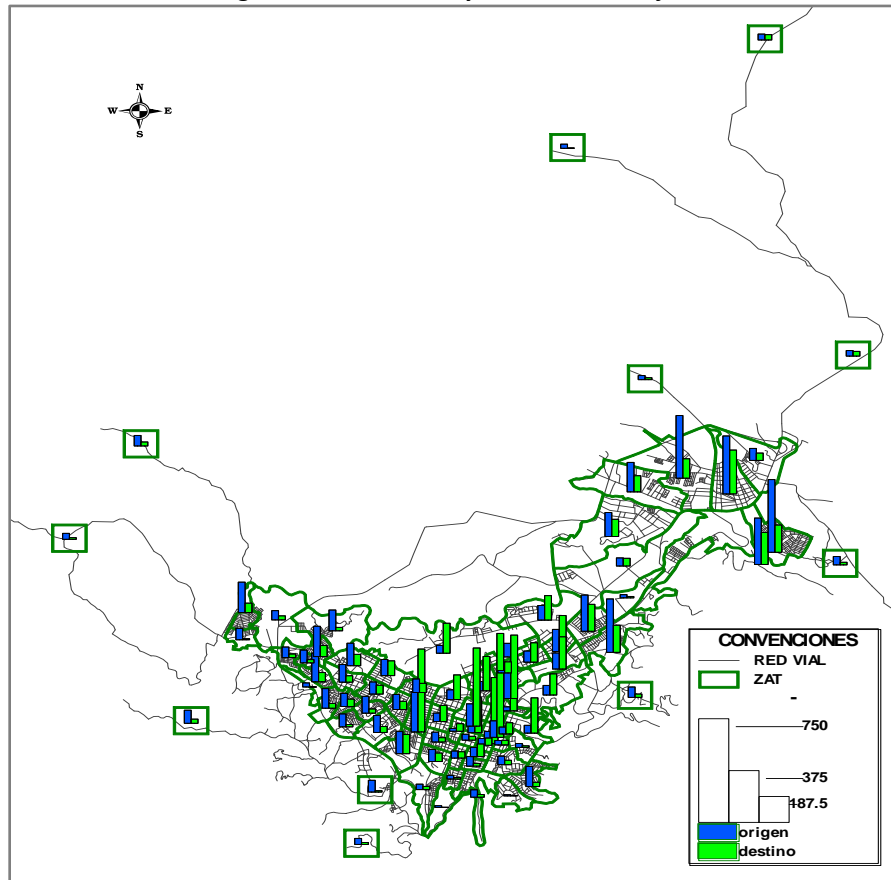 N
W E
S
CONVENCIONES
RED VIAL
ZAT
-
750
375
187.5
origen
destino